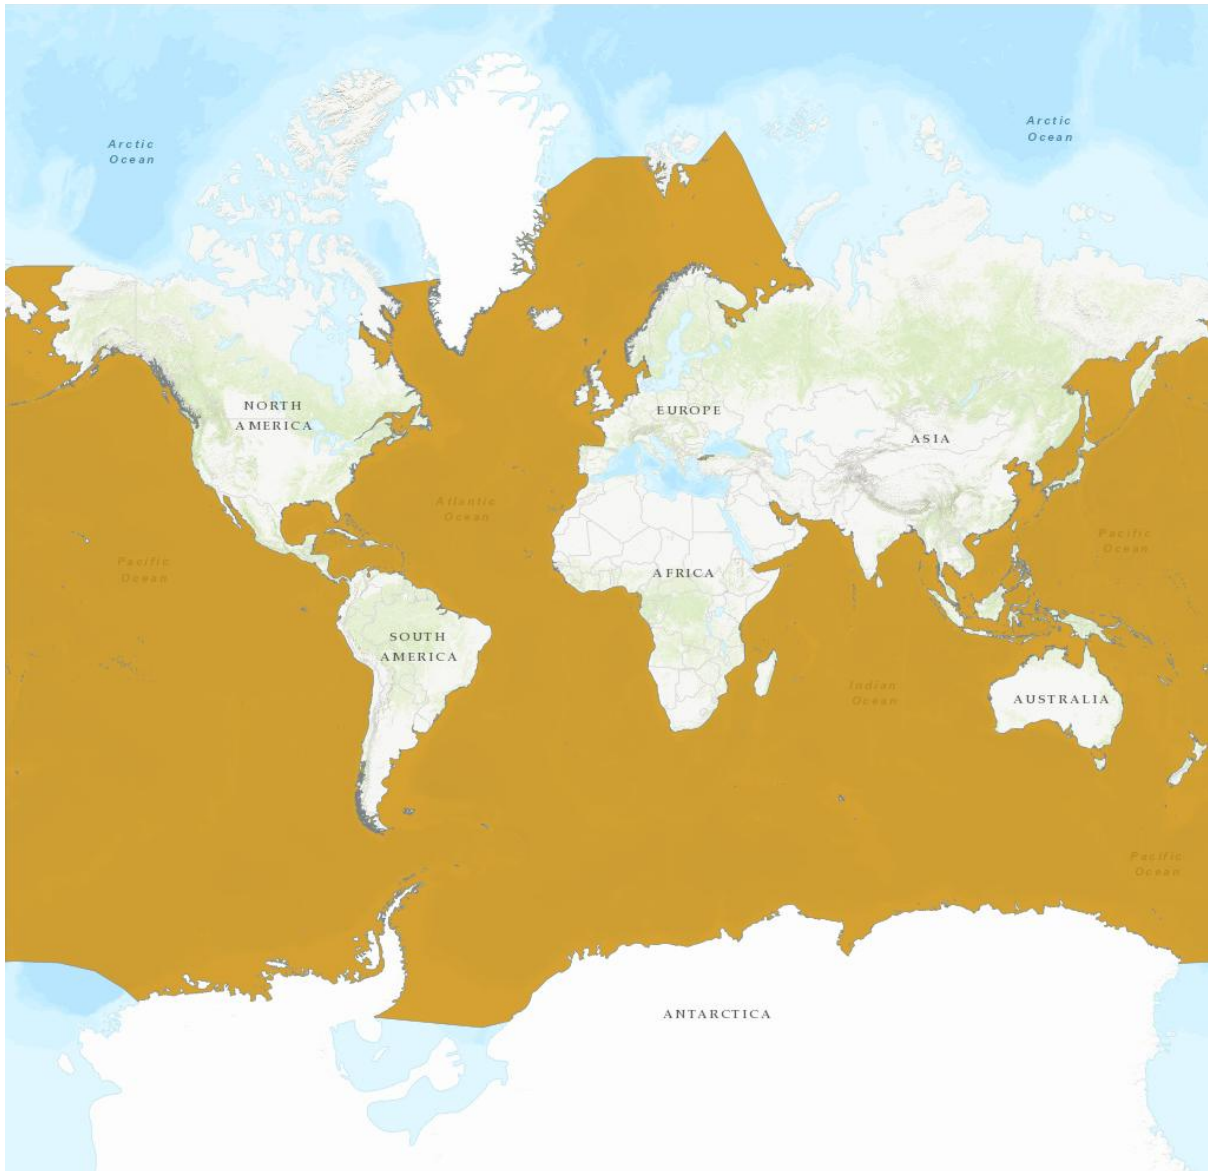 Arctic
Ocean
Arctic
Ocean
NORTH
AMERICA
EUROPE
ASIA
Atlantic
Ocean
Pacific
Ocean
Pacific
Ocean
AFRICA
SOUTH
AMERICA
Indian
Ocean
AUSTRALIA
Pacific
Ocean
ANTARCTICA